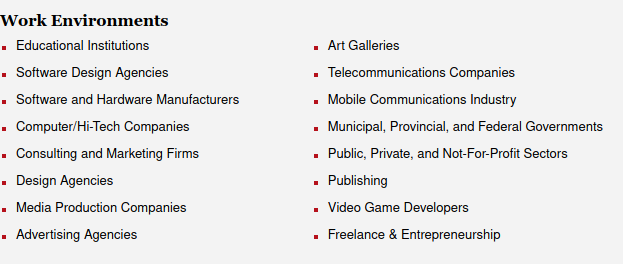 Work Environments
Educational Institutions
Software Design Agencies
Software and Hardware Manufacturers
Computer/Hi-Tech Companies
Consulting and Marketing Firms
Design Agencies
Media Production Companies
Advertising Agencies
Art Galleries
Telecommunications Companies
Mobile Communications Industry
Municipal, Provincial, and Federal Governments
Public, Private, and Not-For-Profit Sectors
Publishing
Video Game Developers
Freelance & Entrepreneurship